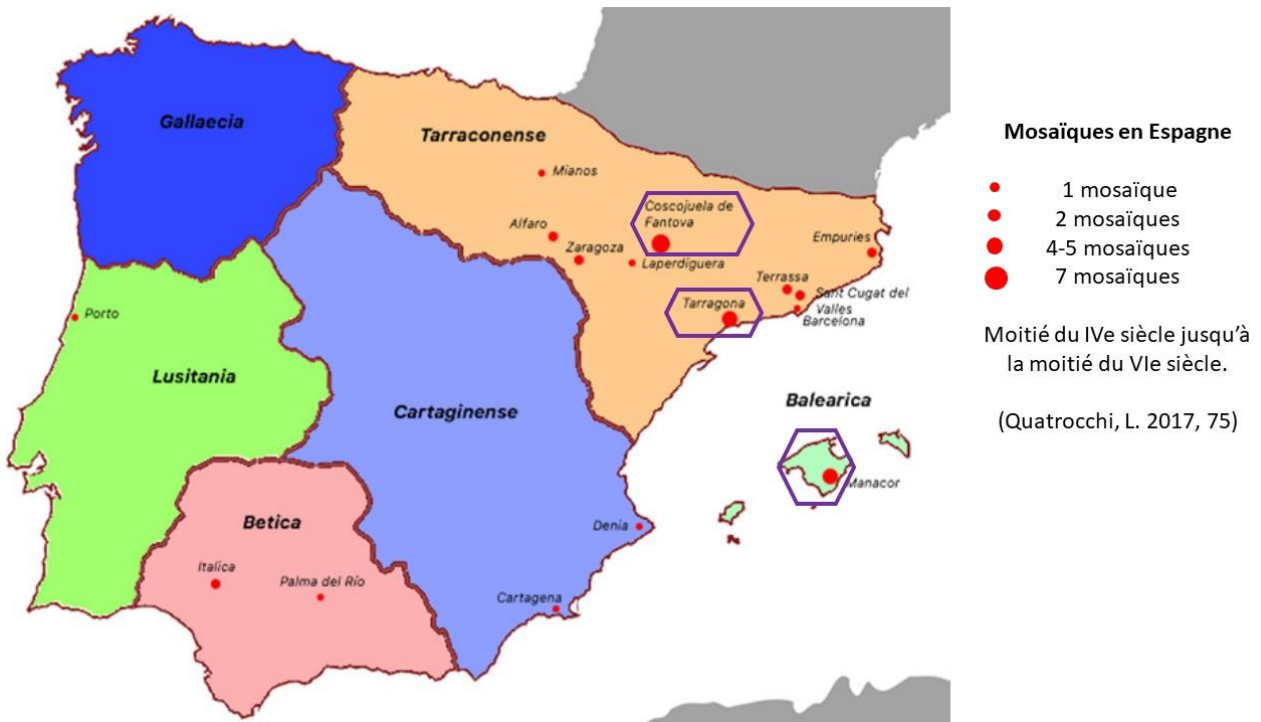 Gallaecia
Tarraconense
Mianos
Coscojuela de
Fantova
Alfaro
Zaragoza
Laperdiguera
Empuries
Terrassa
Sant Cugat del
Valles
Barcelona
Tarragona
Porto
Lusitania
Cartaginense
Balearica
Manacor
Betica
Denia
Italica
Palma del Río
Cartagena
Mosaïques en Espagne
1 mosaïque
2 mosaïques
4-5 mosaïques
7 mosaïques
Moitié du IVe siècle jusqu’à
la moitié du VIe siècle.
(Quatrocchi, L. 2017, 75)